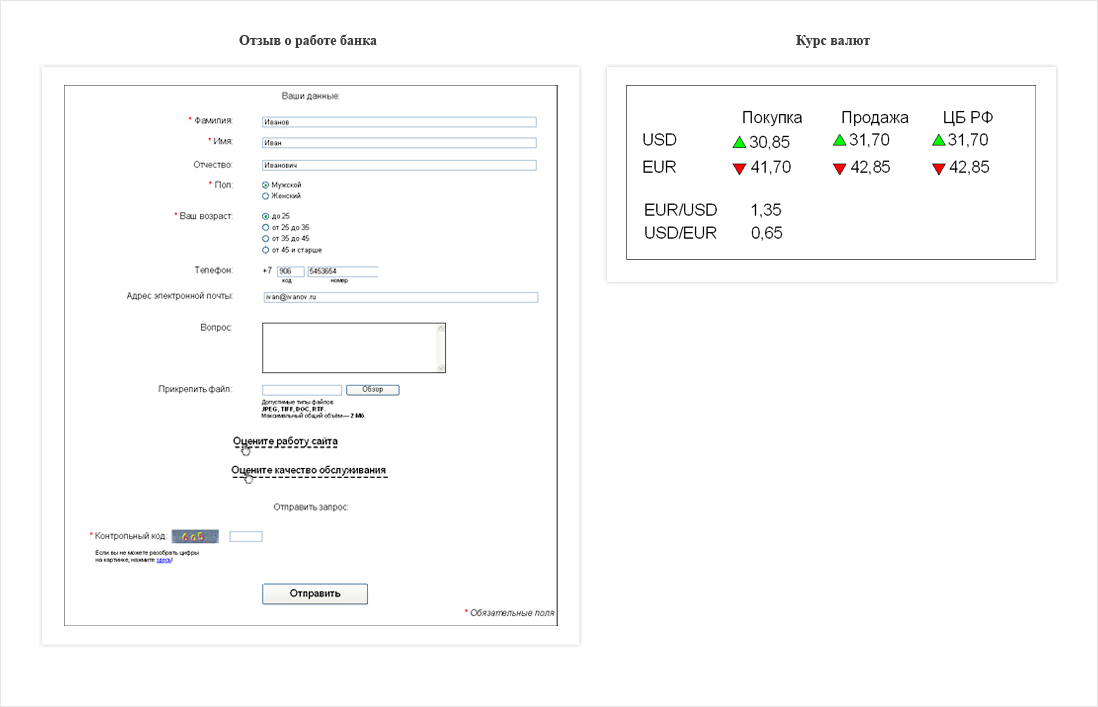 Отзыв о работе банка
Ваши данные:
* Фамилия: Иванов
* Имя: Иван
Отчество: Иванович
* Пол: Мужской
Женский
* Ваш возраст: до 25
от 25 до 35
от 35 до 45
от 45 и старше
Телефон: +7 906 5453654
код номер
Адрес электронной почты: ivan@ivanov.ru
Вопрос:
Прикрепить файл: Обзор
Допустимые типы файлов:
JPEG, TIFF, DOC, RTF.
Максимальный общий объём— 2 Мб.
Оцените работу сайта
Оцените качество обслуживания
Отправить запрос:
* Контрольный код:
Если вы не можете разобрать цифры
на картинке, нажмите здесь!
Отправить
* Обязательные поля
Курс валют
Покупка Продажа ЦБ РФ
USD 30,85 31,70 31,70
EUR 41,70 42,85 42,85
EUR/USD 1,35
USD/EUR 0,65